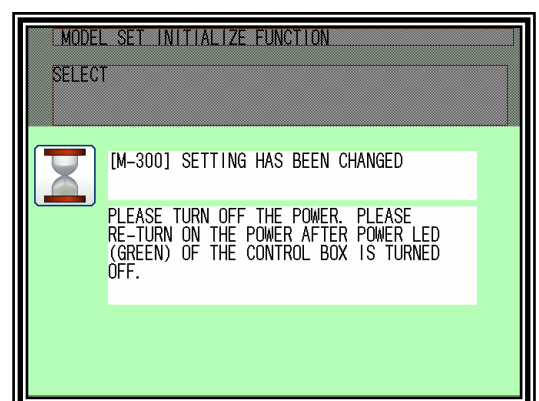 MODEL SET INITIALIZE FUNCTION
SELECT
[M-300] SETTING HAS BEEN CHANGED
PLEASE TURN OFF THE POWER. PLEASE
RE-TURN ON THE POWER AFTER POWER LED
(GREEN) OF THE CONTROL BOX IS TURNED
OFF.